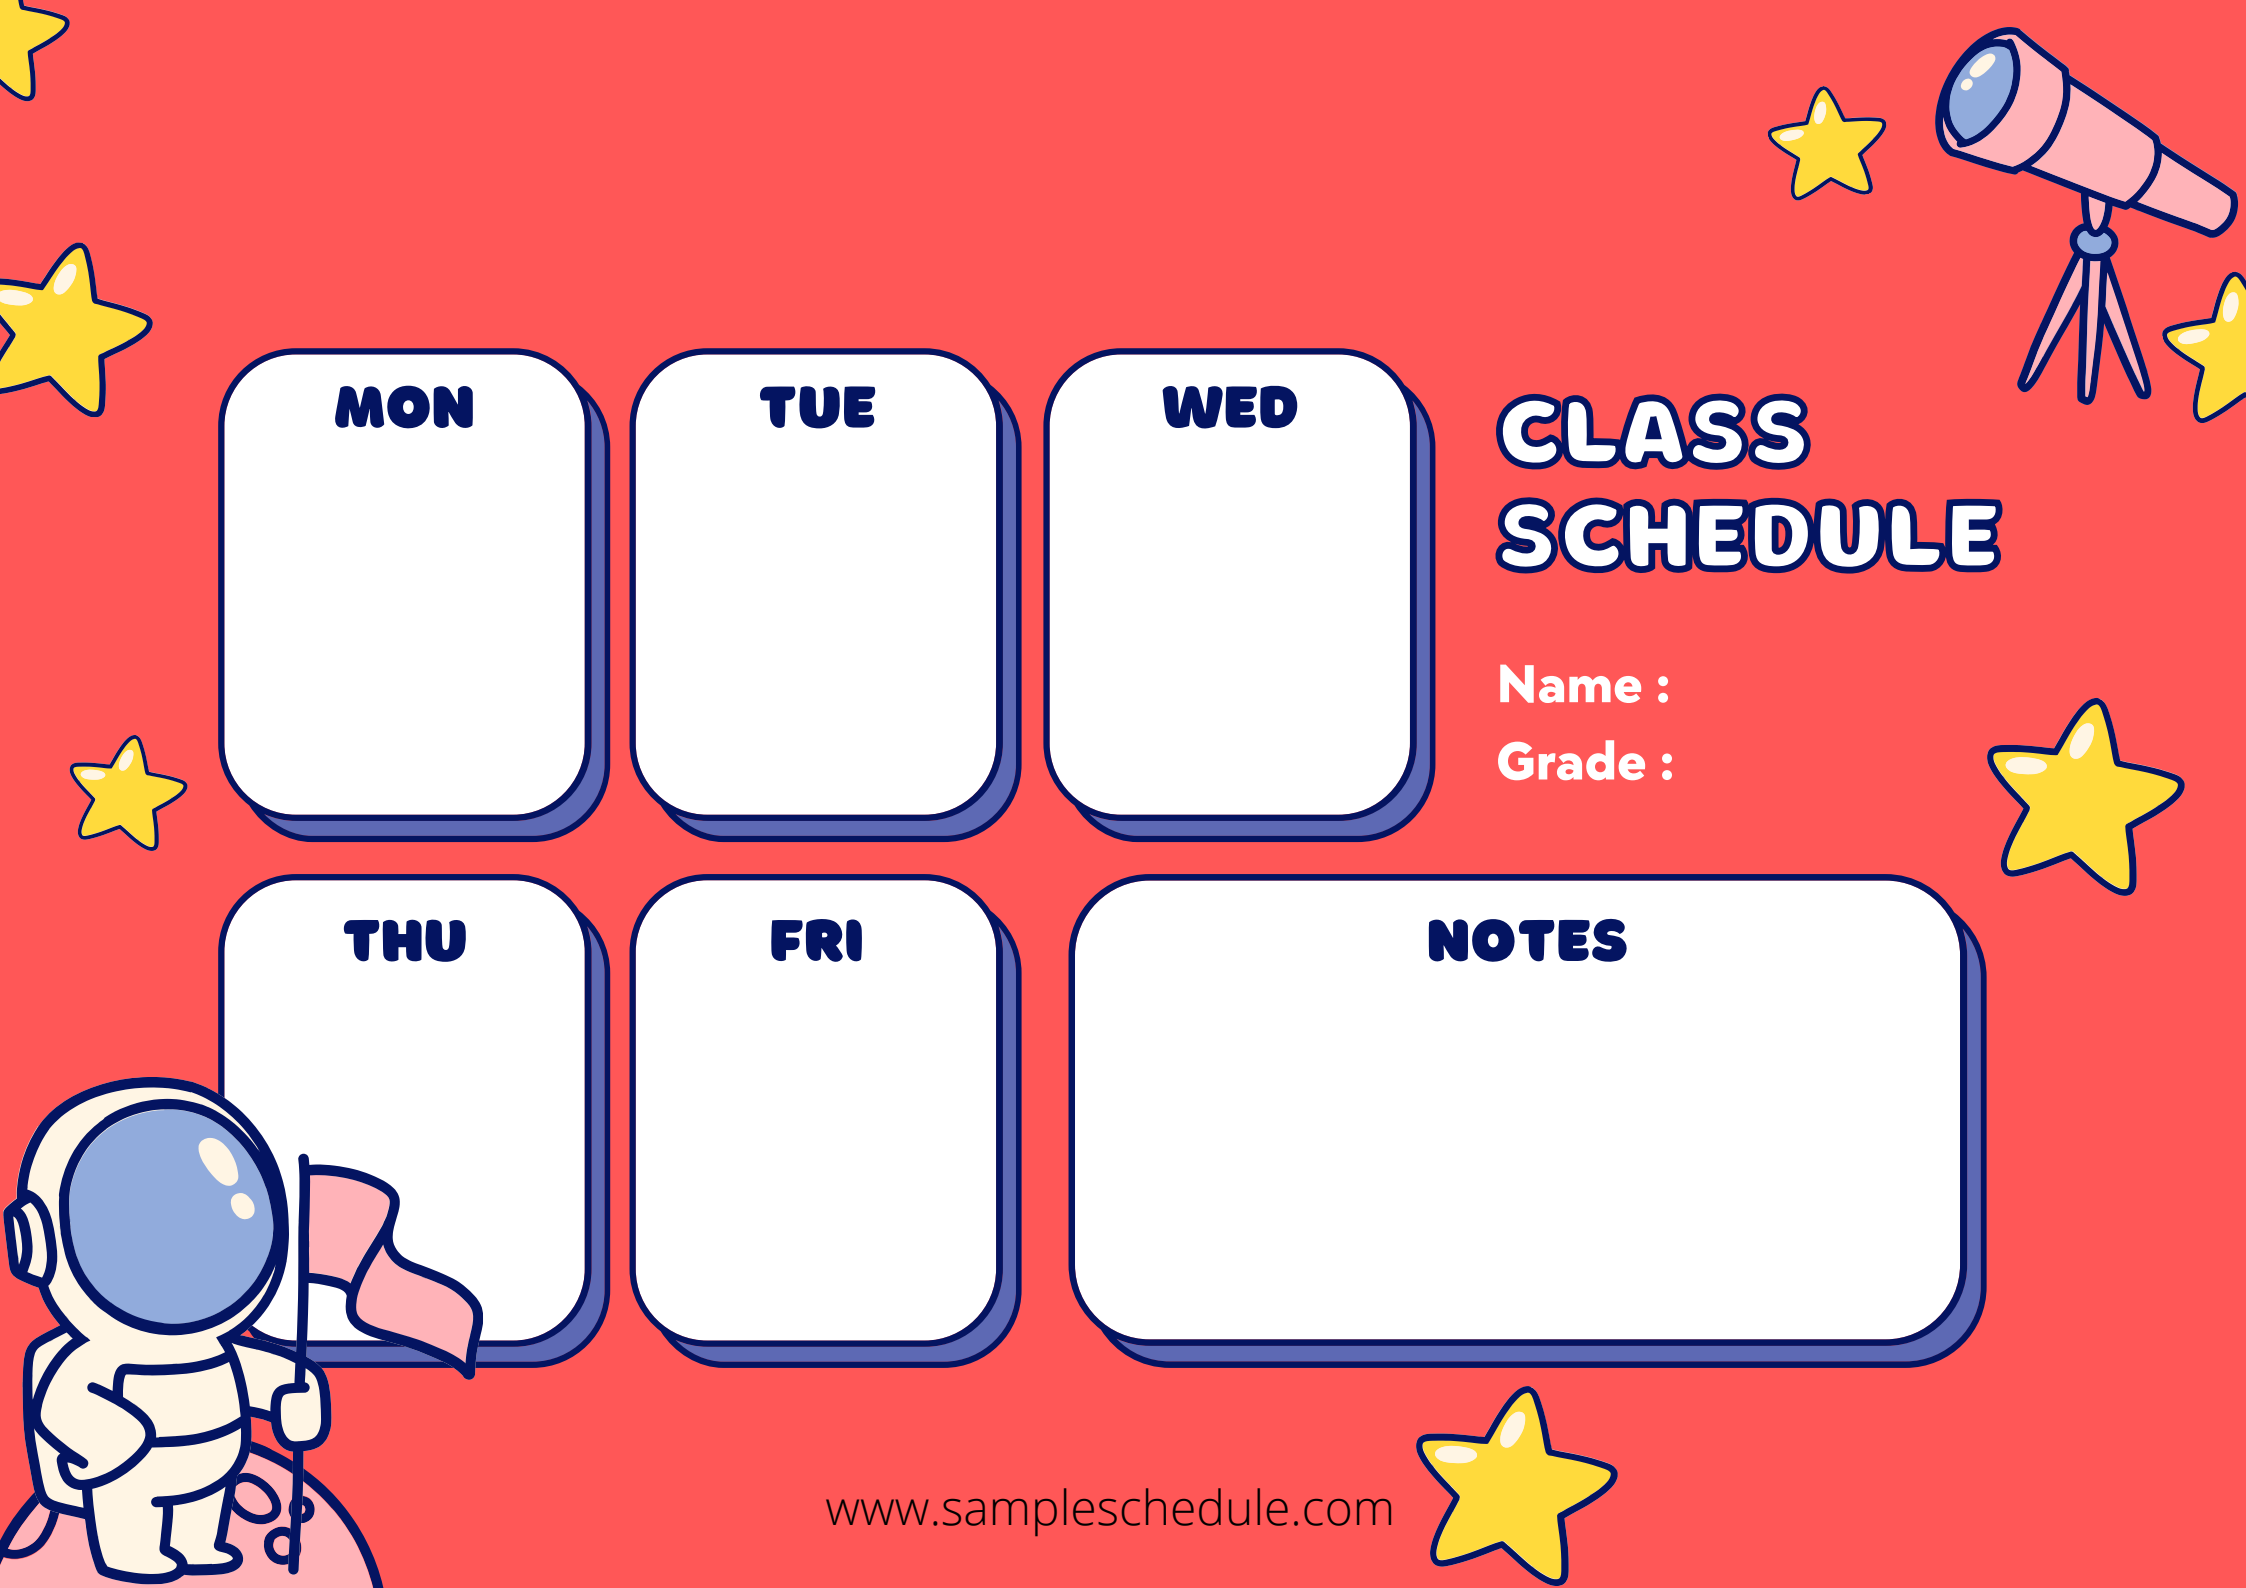 MON
TUE
WED
CLASS
SCHEDULE
Name :
Grade :
THU
FRI
NOTES
www.sampleschedule.com